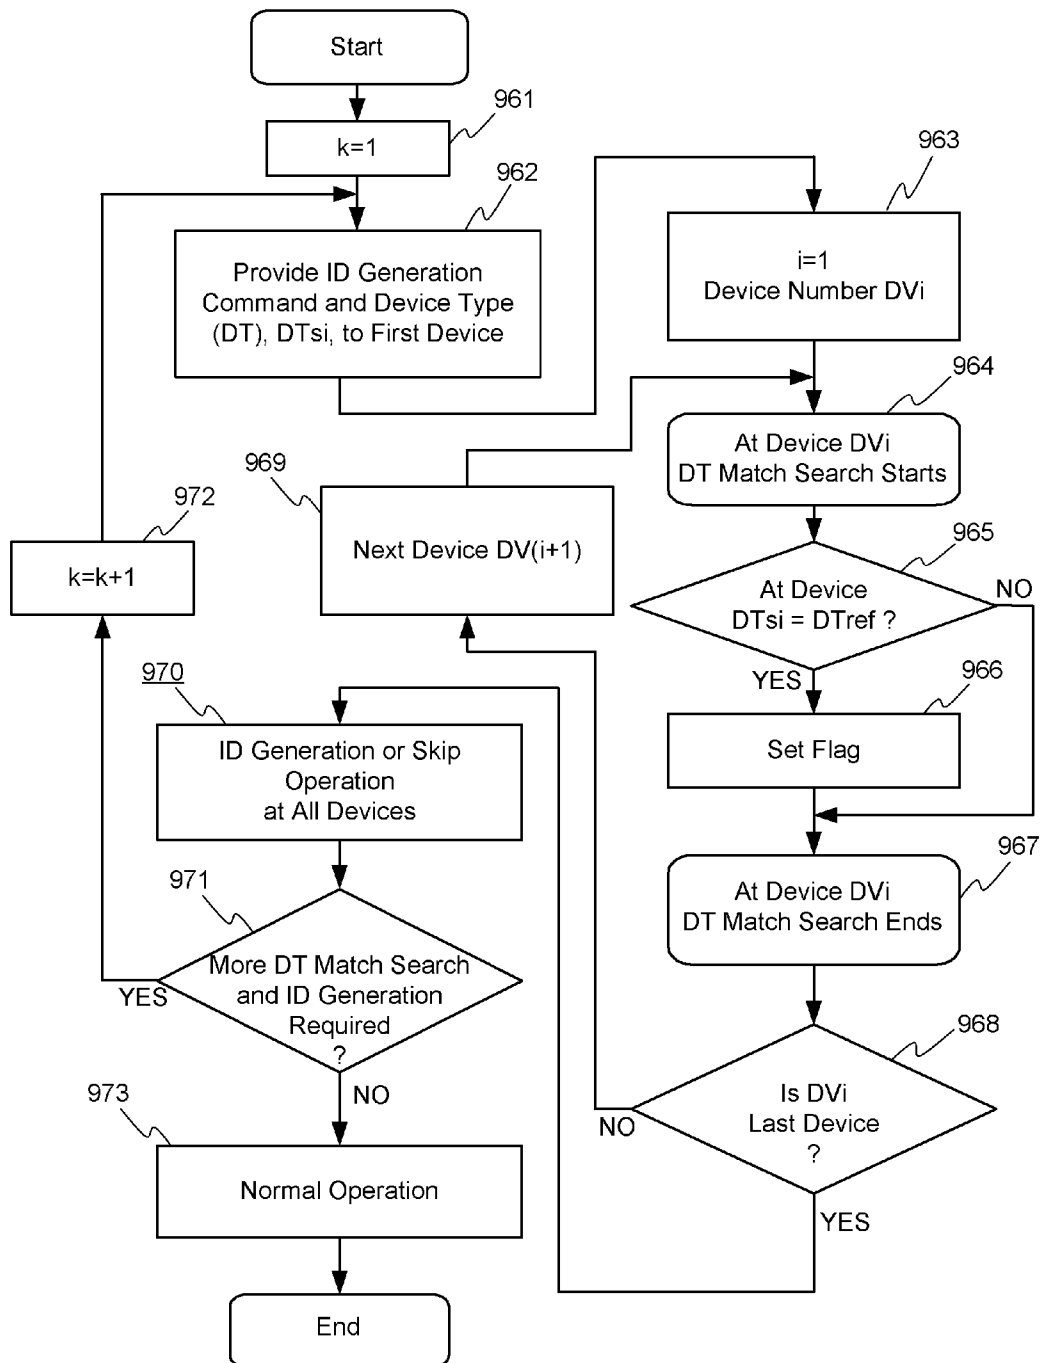 Start
961
k=1
962
Provide ID Generation
Command and Device Type
(DT), DTsi, to First Device
963
i=1
Device Number DVi
964
At Device DVi
DT Match Search Starts
969
Next Device DV(i+1)
972
k=k+1
965
At Device
DTsi = DTref ?
NO
YES
966
Set Flag
970
ID Generation or Skip
Operation
at All Devices
967
At Device DVi
DT Match Search Ends
971
More DT Match Search
and ID Generation
Required
?
YES
NO
968
Is DVi
Last Device
?
NO
YES
973
Normal Operation
End